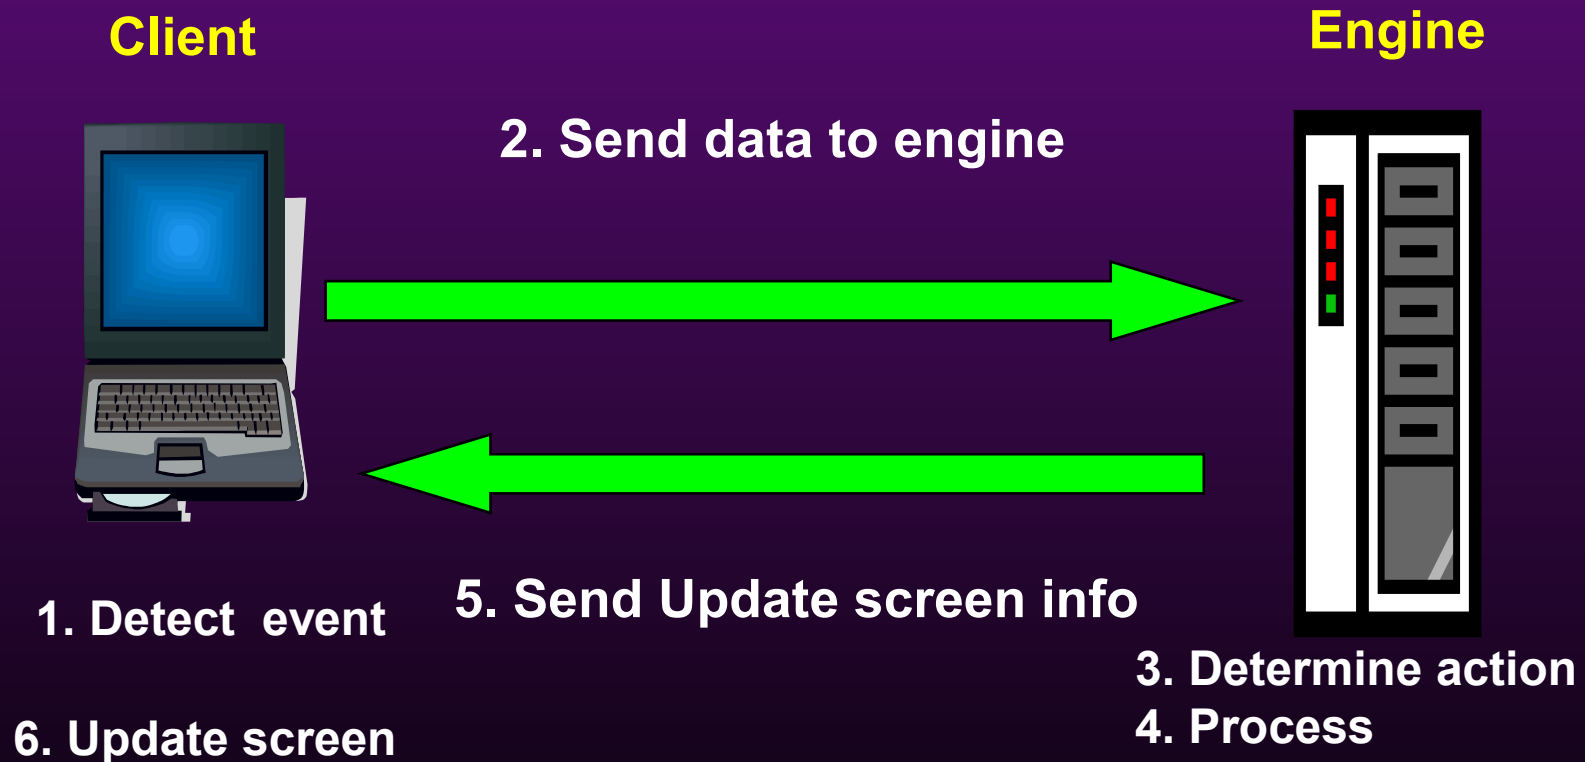 Client
Engine
2. Send data to engine
1. Detect  event
5. Send Update screen info
3. Determine action
4. Process
6. Update screen